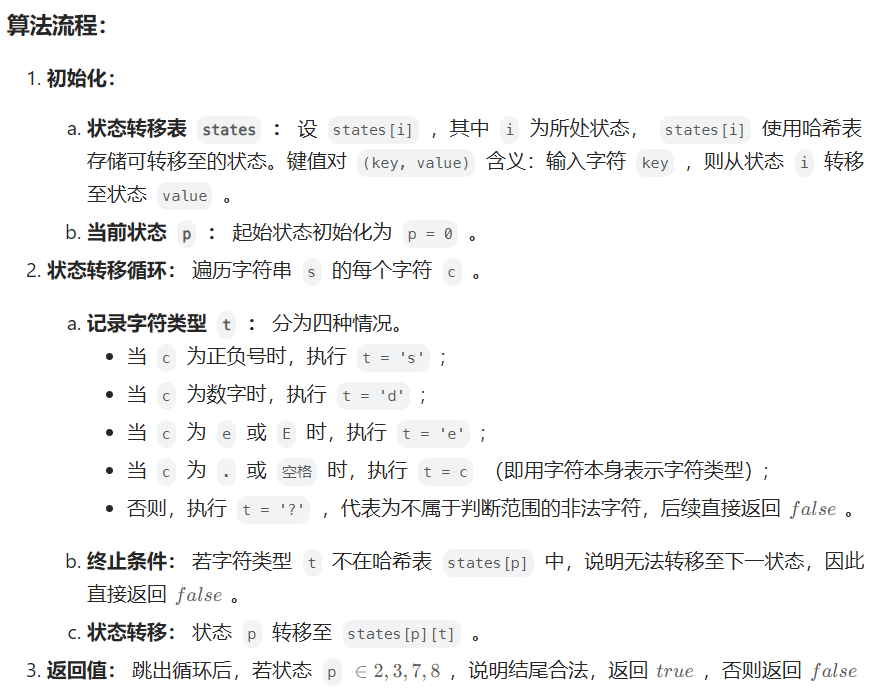 算法流程：
1. 初始化：
a. 状态转移表 states ： 设 states[i] ，其中 i 为所处状态， states[i] 使用哈希表
存储可转移至的状态。键值对 (key, value) 含义：输入字符 key ，则从状态 i 转移
至状态 value 。
b. 当前状态 p ： 起始状态初始化为 p = 0 。
2. 状态转移循环： 遍历字符串 s 的每个字符 c 。
a. 记录字符类型 t ： 分为四种情况。
• 当 c 为正负号时，执行 t = 's' ；
• 当 c 为数字时，执行 t = 'd' ；
• 当 c 为 e 或 E 时，执行 t = 'e' ；
• 当 c 为 . 或 空格 时，执行 t = c （即用字符本身表示字符类型）；
• 否则，执行 t = '?' ，代表为不属于判断范围的非法字符，后续直接返回 false 。
b. 终止条件： 若字符类型 t 不在哈希表 states[p] 中，说明无法转移至下一状态，因此
直接返回 false 。
c. 状态转移： 状态 p 转移至 states[p][t] 。
3. 返回值： 跳出循环后，若状态 p ∈ 2, 3, 7, 8 ，说明结尾合法，返回 true ，否则返回 false